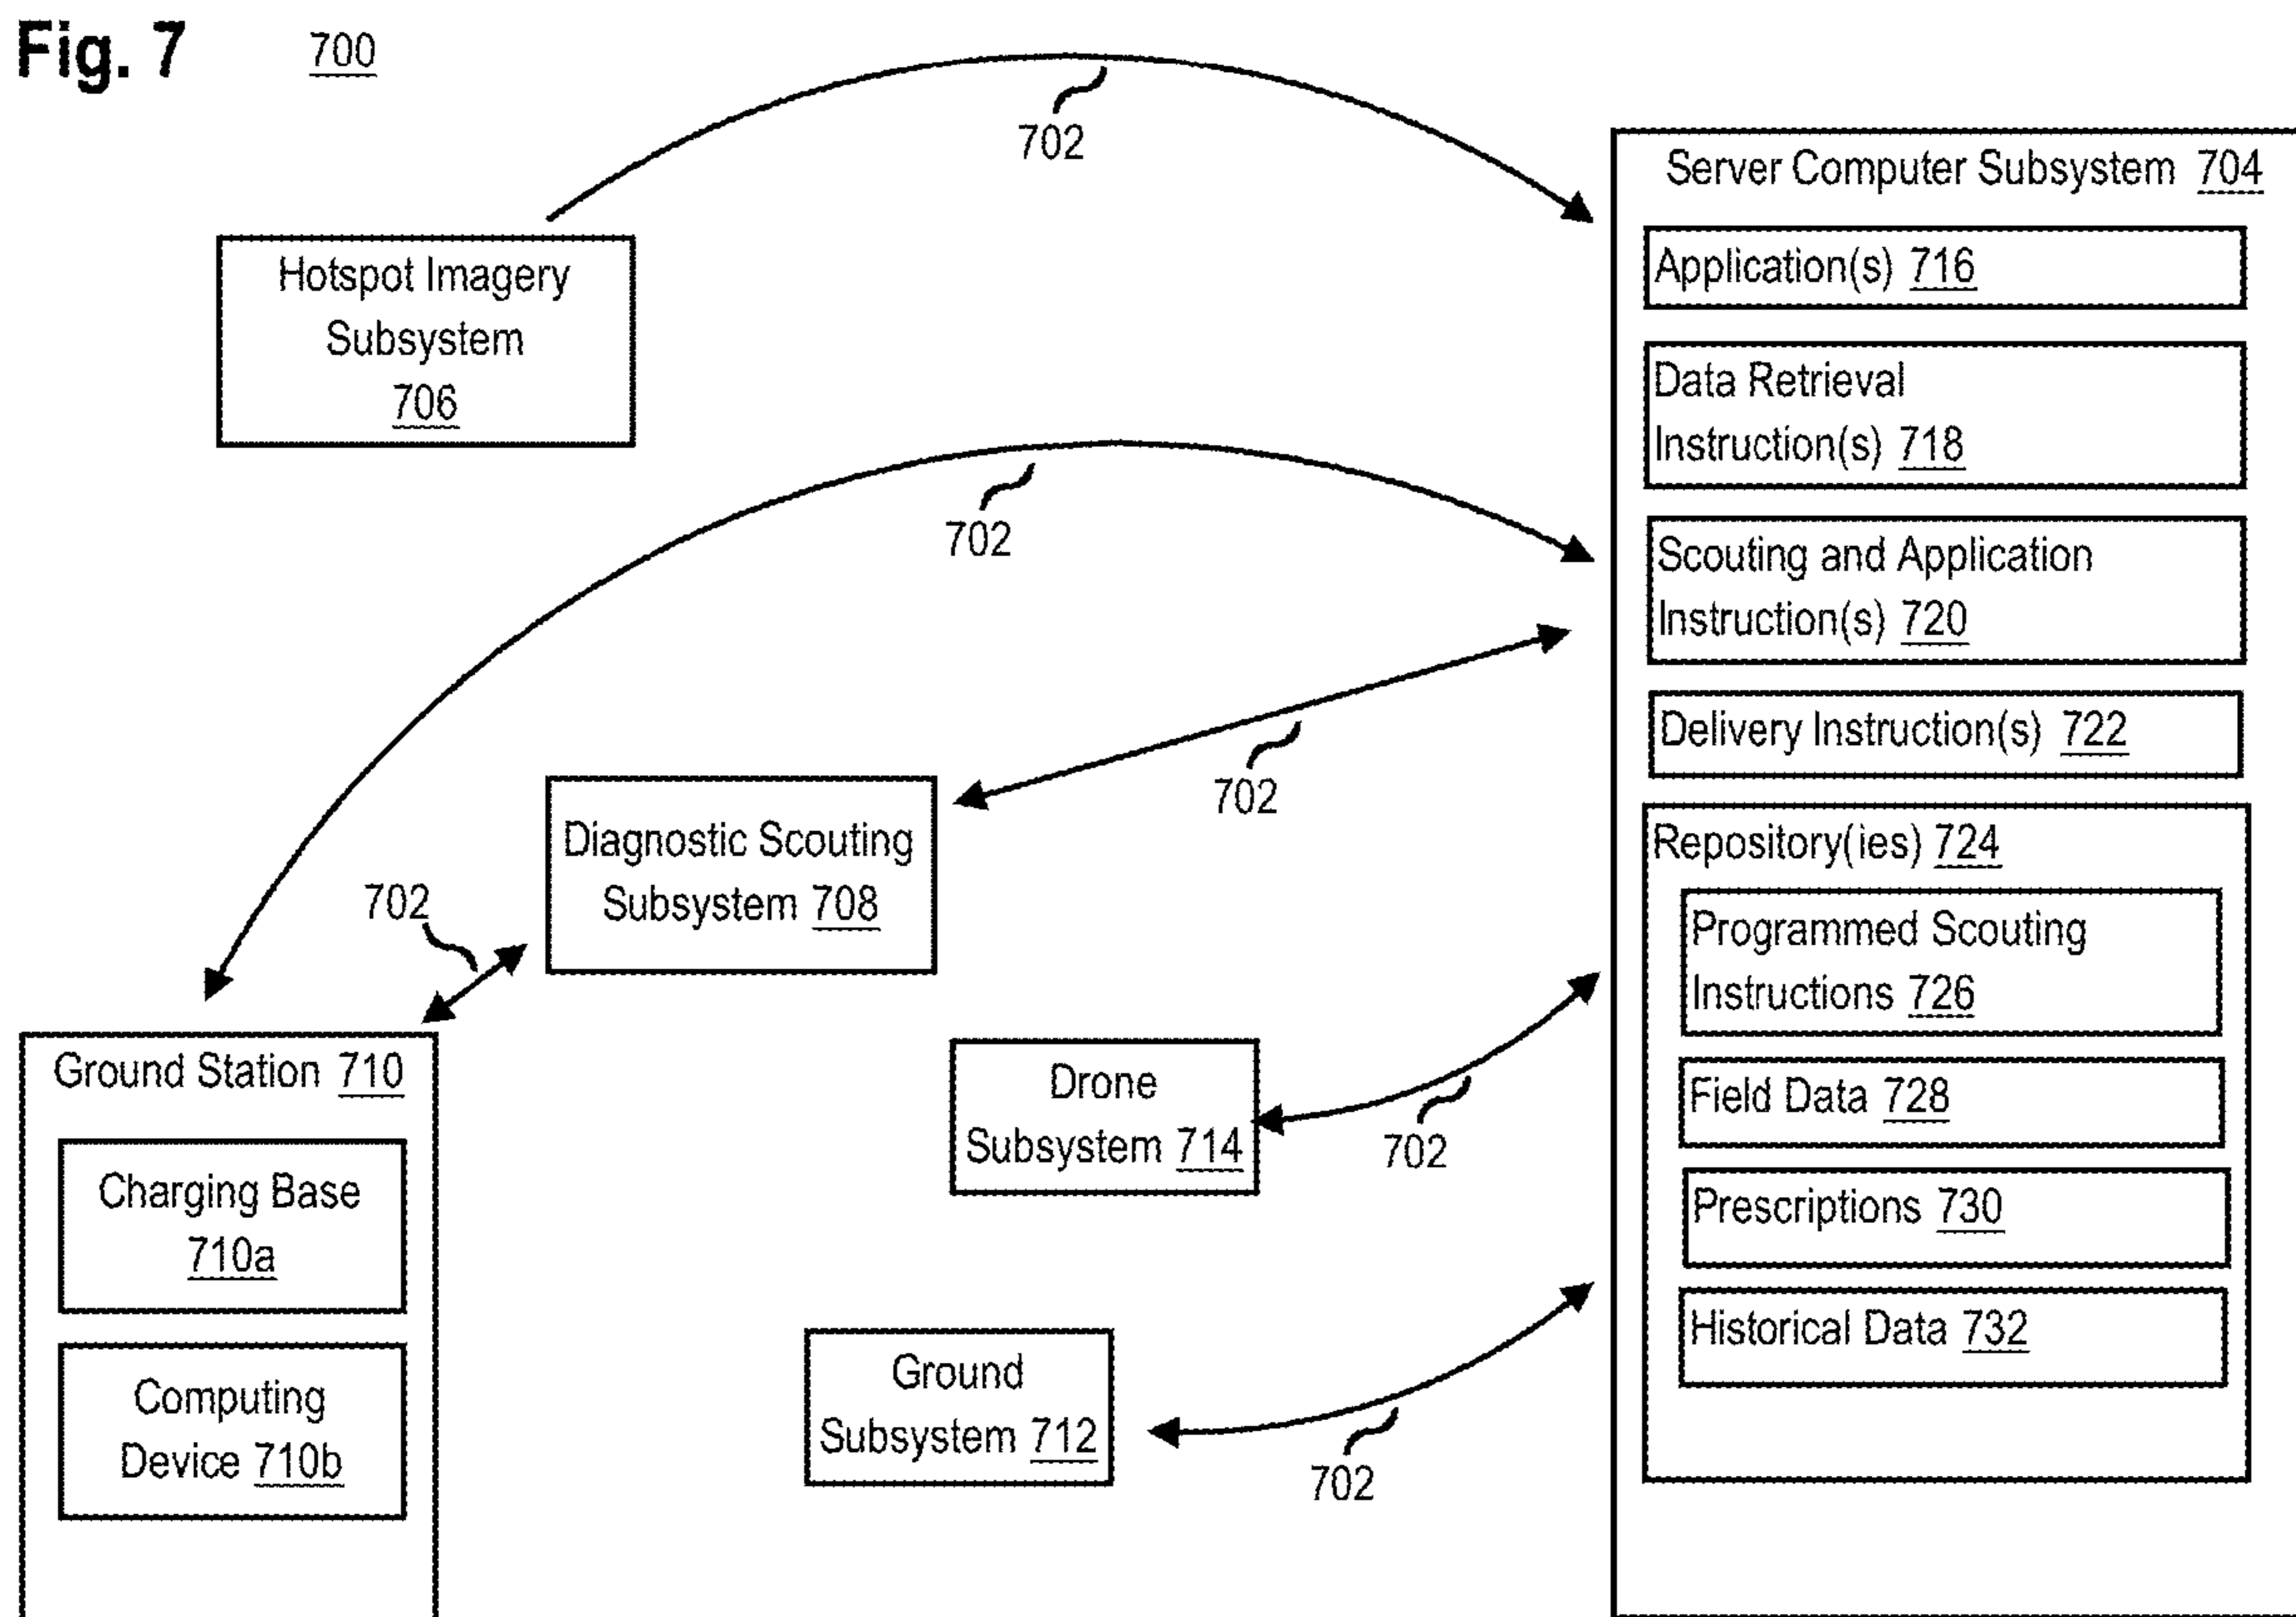 Fig. 7
700
702
Hotspot Imagery
Subsystem
706
702
702
Diagnostic Scouting
Subsystem 708
702
Ground Station 710
Charging Base
710a
Computing
Device 710b
Drone
Subsystem 714
702
Ground
Subsystem 712
702
Server Computer Subsystem 704
Application(s) 716
Data Retrieval
Instruction(s) 718
Scouting and Application
Instruction(s) 720
Delivery Instruction(s) 722
Repository(ies) 724
Programmed Scouting
Instructions 726
Field Data 728
Prescriptions 730
Historical Data 732